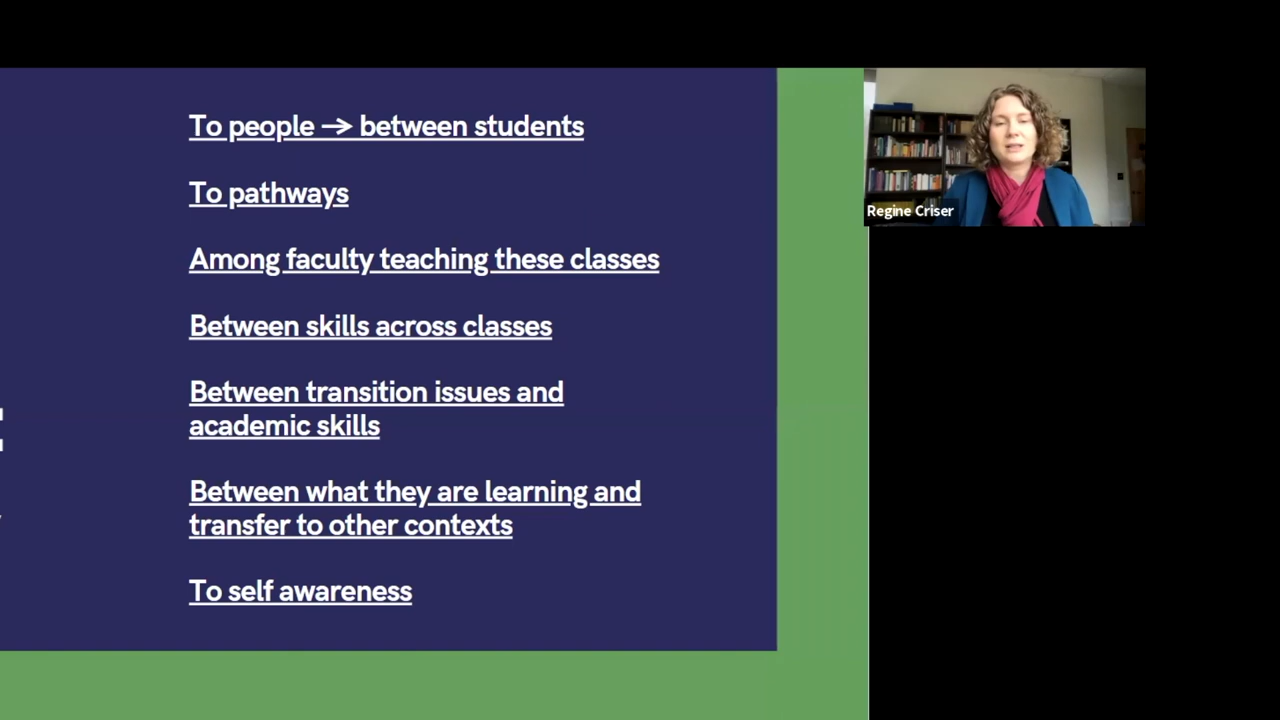 To people → between students
To pathways
Among faculty teaching these classes
Between skills across classes
Between transition issues and
academic skills
Between what they are learning and
transfer to other contexts
To self awareness
Regine Criser